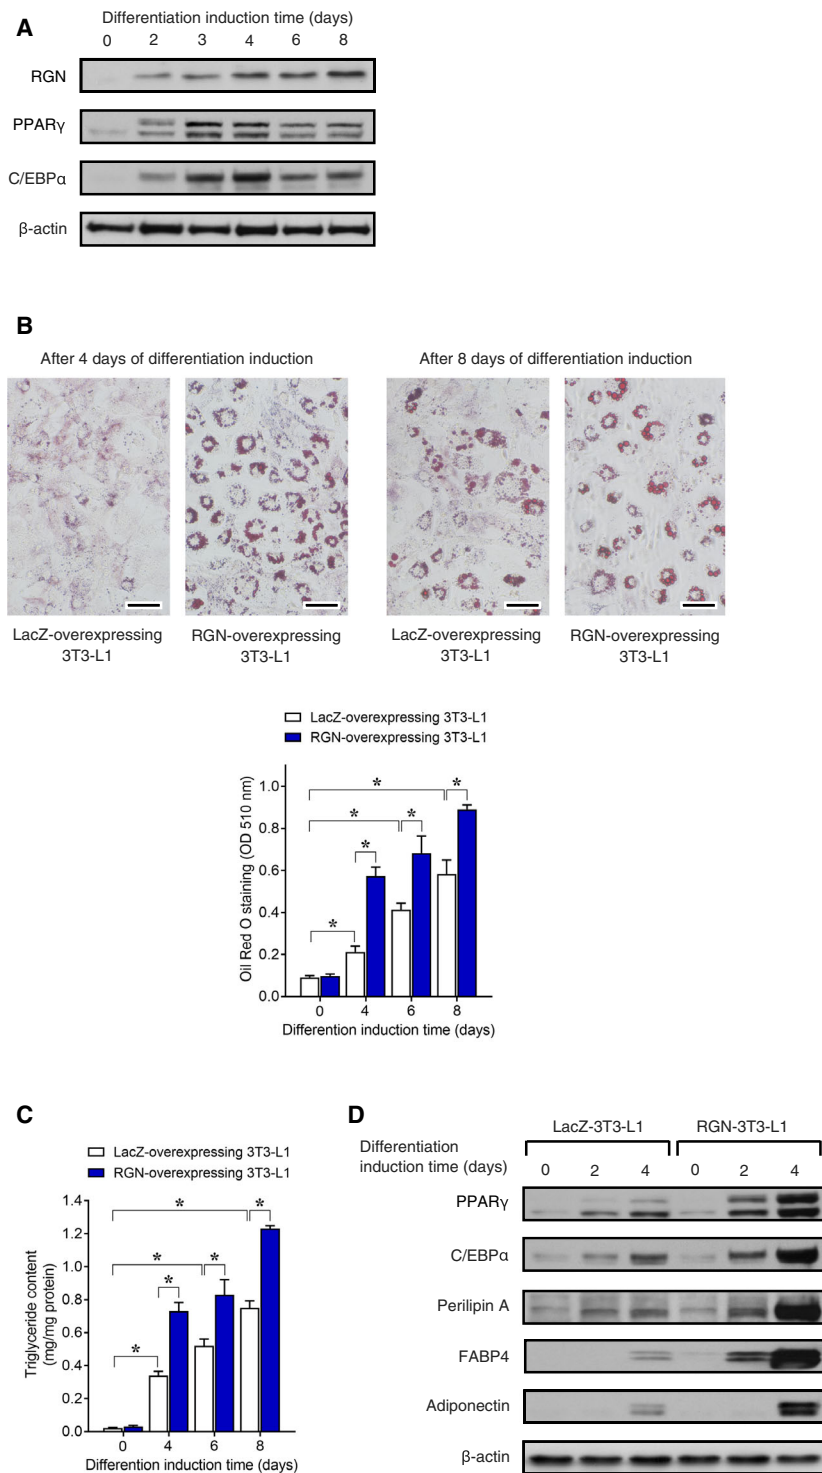 A
Differentiation induction time (days)
0 2 3 4 6 8
RGN
PPARγ
C/EBPα
β-actin
B
After 4 days of differentiation induction
After 8 days of differentiation induction
LacZ-overexpressing
3T3-L1
RGN-overexpressing
3T3-L1
LacZ-overexpressing
3T3-L1
RGN-overexpressing
3T3-L1
LacZ-overexpressing 3T3-L1
RGN-overexpressing 3T3-L1
Oil Red O staining (OD 510 nm)
1.0
0.8
0.6
0.4
0.2
0.0
* * *
* *
*
*
0 4 6 8
Differention induction time (days)
C
LacZ-overexpressing 3T3-L1
RGN-overexpressing 3T3-L1
Triglyceride content
(mg/mg protein)
1.4
1.2
1.0
0.8
0.6
0.4
0.2
0.0
* *
* *
*
*
0 4 6 8
Differention induction time (days)
D
LacZ-3T3-L1 RGN-3T3-L1
Differentiation
induction time (days)
0 2 4 0 2 4
PPARγ
C/EBPα
Perilipin A
FABP4
Adiponectin
β-actin